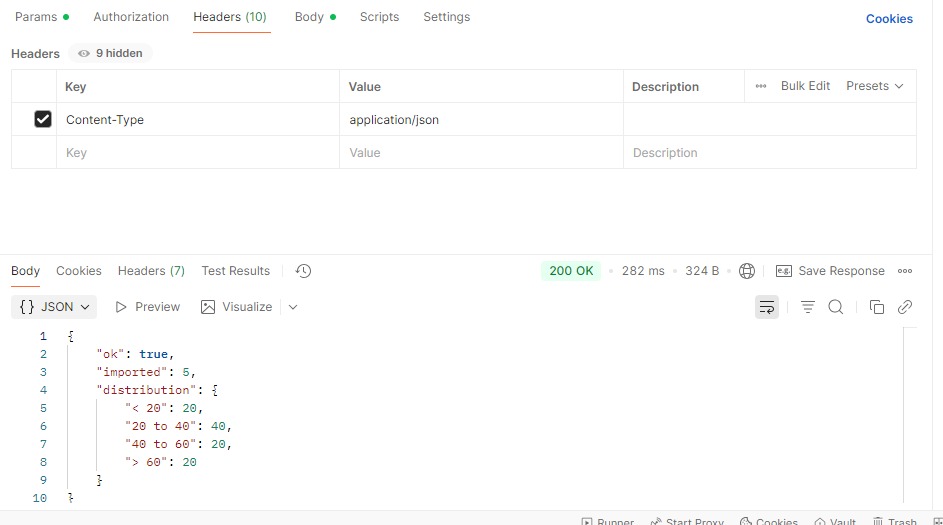 Params Authorization Headers (10) Body Scripts Settings Cookies
Headers 9 hidden
Key Value Description Bulk Edit Presets
Content-Type application/json
Key Value Description
Body Cookies Headers (7) Test Results 200 OK 282 ms 324 B e.g. Save Response
{} JSON Preview Visualize
1 {
2 "ok": true,
3 "imported": 5,
4 "distribution": {
5 "< 20": 20,
6 "20 to 40": 40,
7 "40 to 60": 20,
8 "> 60": 20
9 }
10 }
Runner Start Proxy Cookies Vault Trash